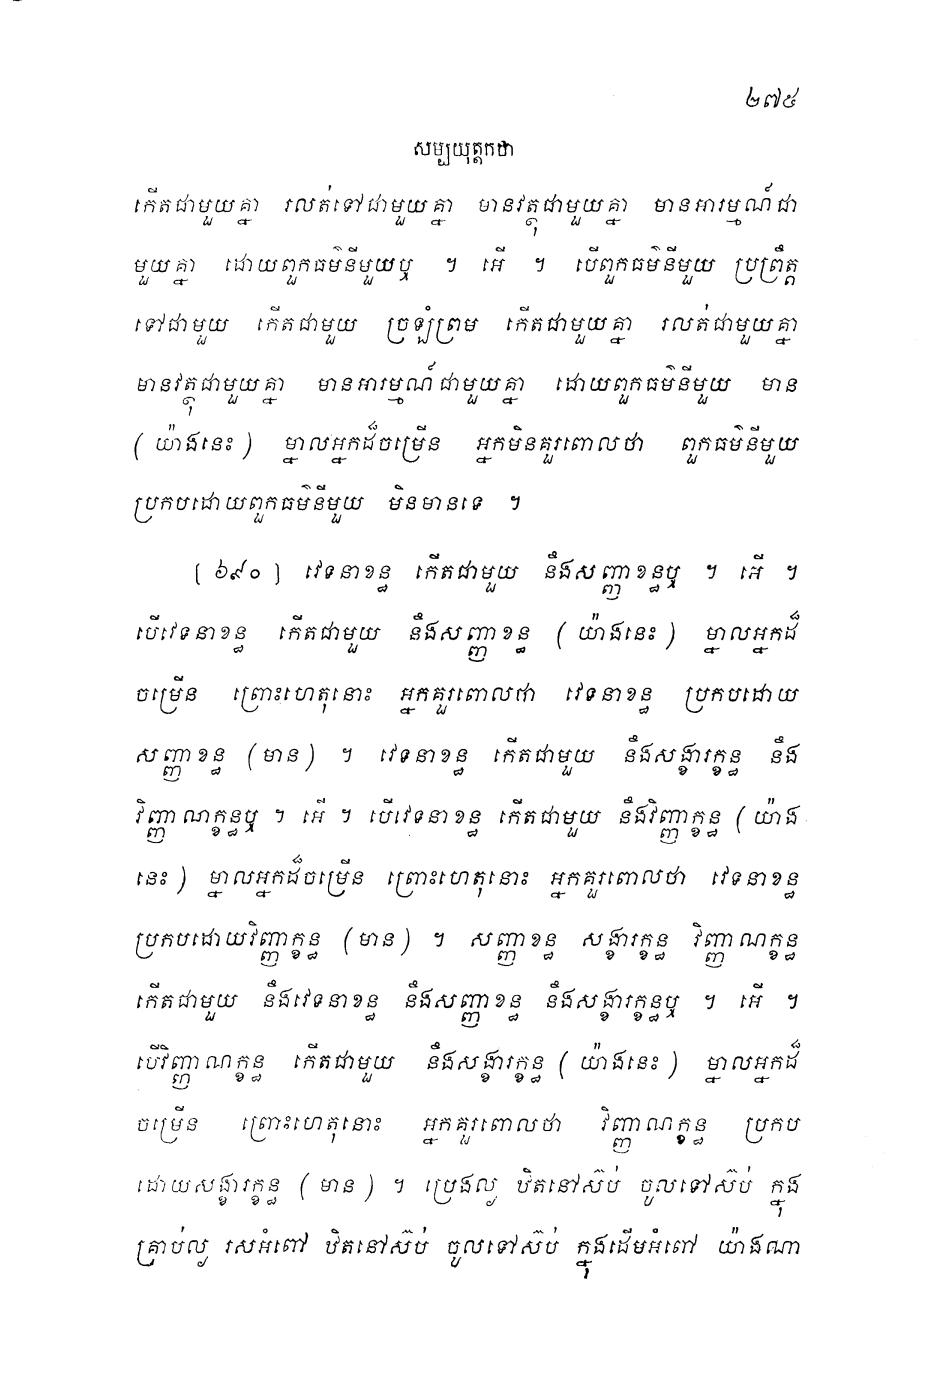 ២៧៥
សម្បយុត្តកថា
កើតជាមួយគ្នា រលត់ទៅជាមួយគ្នា មានវត្ថុជាមួយគ្នា មានអារម្មណ៍ជា
មួយគ្នា ដោយពួកធម៌នីមួយឬ ។ អើ ។ បើពួកធម៌នីមួយ ប្រព្រឹត្ត
ទៅជាមួយ កើតជាមួយ ច្រឡំព្រម កើតជាមួយគ្នា រលត់ជាមួយគ្នា
មានវត្ថុជាមួយគ្នា មានអារម្មណ៍ជាមួយគ្នា ដោយពួកធម៌នីមួយ មាន
(យ៉ាងនេះ) ម្នាលអ្នកដ៏ចម្រើន អ្នកមិនគួរពោលថា ពួកធម៌នីមួយ
ប្រកបដោយពួកធម៌នីមួយ មិនមានទេ ។
[៦៩០] វេទនាខន្ធ កើតជាមួយ នឹងសញ្ញាខន្ធឬ ។ អើ ។
បើវេទនាខន្ធ កើតជាមួយ នឹងសញ្ញាខន្ធ (យ៉ាងនេះ) ម្នាលអ្នកដ៏
ចម្រើន ព្រោះហេតុនោះ អ្នកគួរពោលថា វេទនាខន្ធ ប្រកបដោយ
សញ្ញាខន្ធ (មាន) ។ វេទនាខន្ធ កើតជាមួយ នឹងសង្ខារក្ខន្ធ នឹង
វិញ្ញាណក្ខន្ធឬ ។ អើ ។ បើវេទនាខន្ធ កើតជាមួយ នឹងវិញ្ញាក្ខន្ធ (យ៉ាង
នេះ) ម្នាលអ្នកដ៏ចម្រើន ព្រោះហេតុនោះ អ្នកគួរពោលថា វេទនាខន្ធ
ប្រកបដោយវិញ្ញាក្ខន្ធ (មាន) ។ សញ្ញាខន្ធ សង្ខារក្ខន្ធ វិញ្ញាណក្ខន្ធ
កើតជាមួយ នឹងវេទនាខន្ធ នឹងសញ្ញាខន្ធ នឹងសង្ខារក្ខន្ធឬ ។ អើ ។
បើវិញ្ញាណក្ខន្ធ កើតជាមួយ នឹងសង្ខារក្ខន្ធ (យ៉ាងនេះ) ម្នាលអ្នកដ៏
ចម្រើន ព្រោះហេតុនោះ អ្នកគួរពោលថា វិញ្ញាណក្ខន្ធ ប្រកប
ដោយសង្ខារក្ខន្ធ (មាន) ។ ប្រេងល្ង ឋិតនៅស៊ប់ ចូលទៅស៊ប់ ក្នុង
គ្រាប់ល្ង រសអំពៅ ឋិតនៅស៊ប់ ចូលទៅស៊ប់ ក្នុងដើមអំពៅ យ៉ាងណា